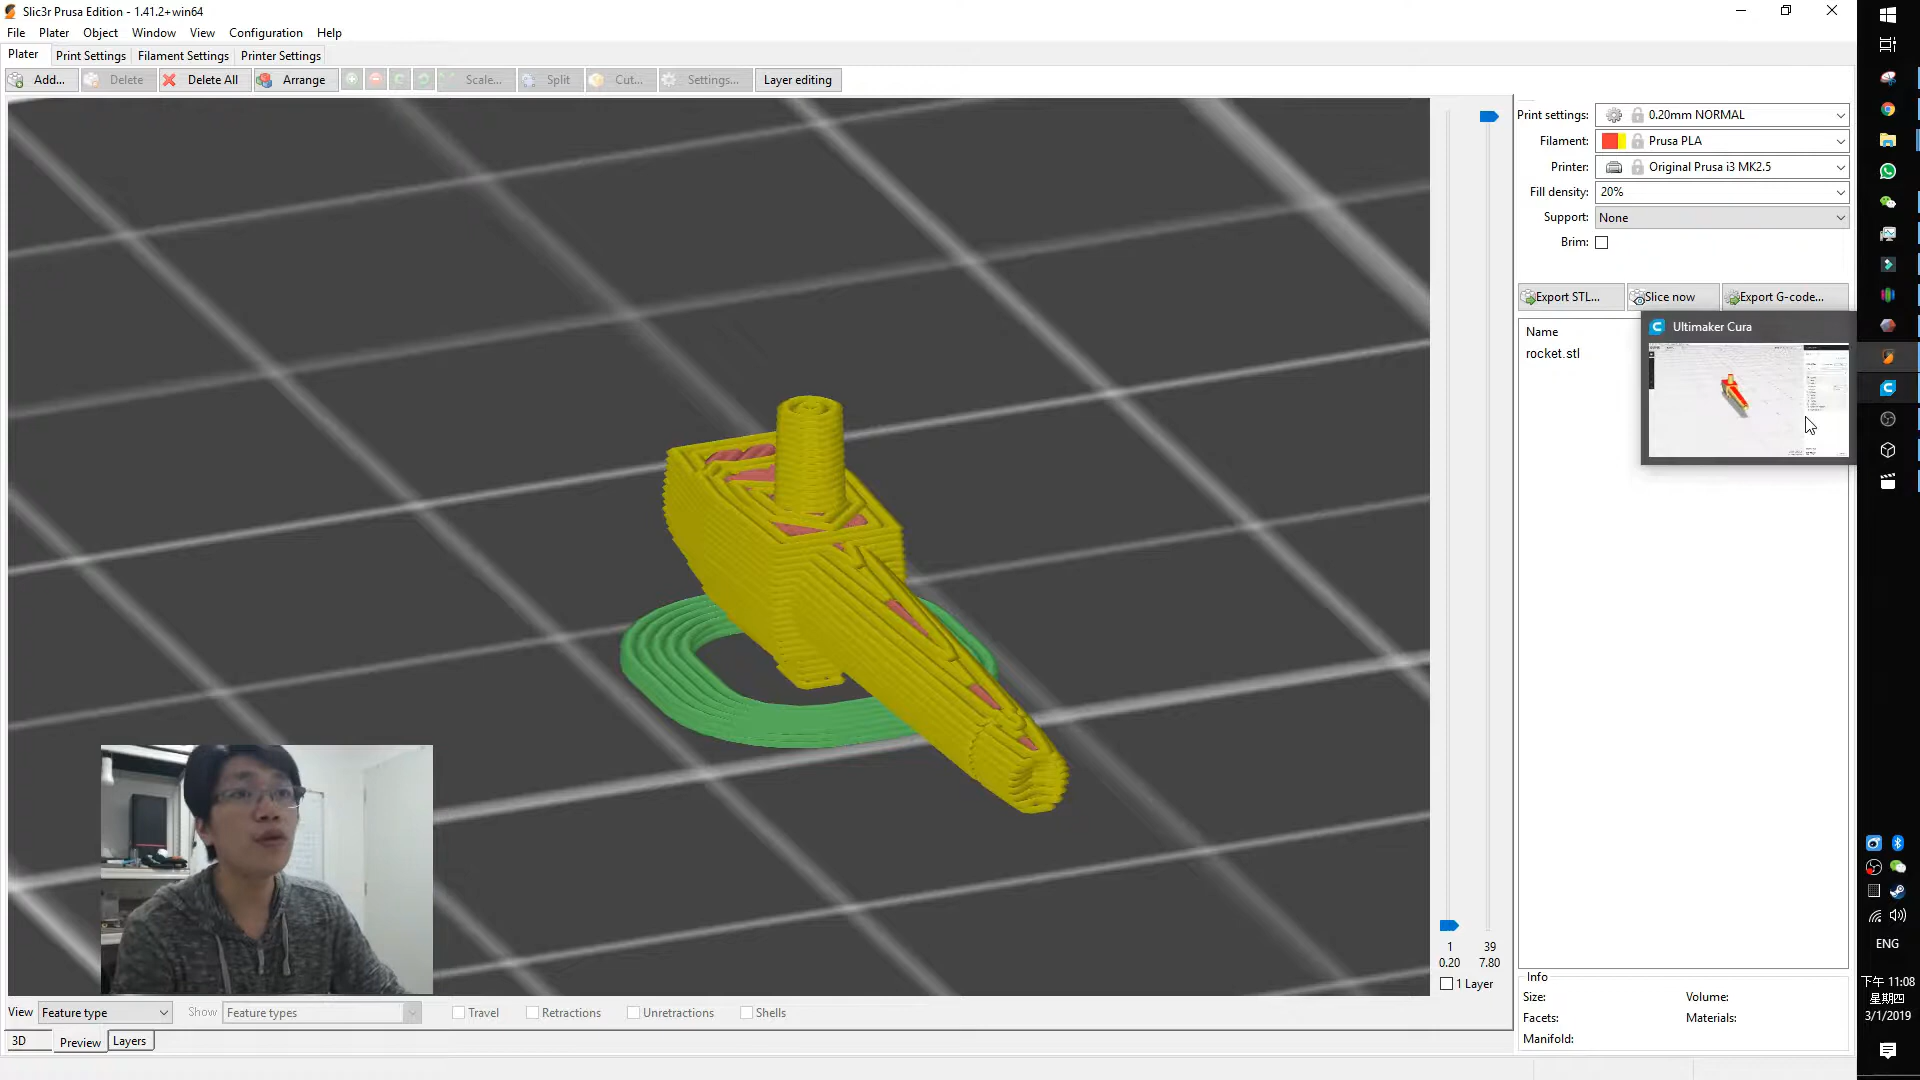 Slic3r Prusa Edition - 1.41.2+win64
File Plater Object Window View Configuration Help
Plater Print Settings Filament Settings Printer Settings
Add... Delete Delete All Arrange Scale... Split Cut... Settings... Layer editing
Print settings: 0.20mm NORMAL
Filament: Prusa PLA
Printer: Original Prusa i3 MK2.5
Fill density: 20%
Support: None
Brim:
Export STL... Slice now Export G-code...
Name
rocket.stl
Ultimaker Cura
1 39
0.20 7.80
1 Layer
View Feature type Show Feature types Travel Retractions Unretractions Shells
3D Preview Layers
Info
Size: Volume:
Facets: Materials:
Manifold:
ENG
下午 11:08
星期四
3/1/2019